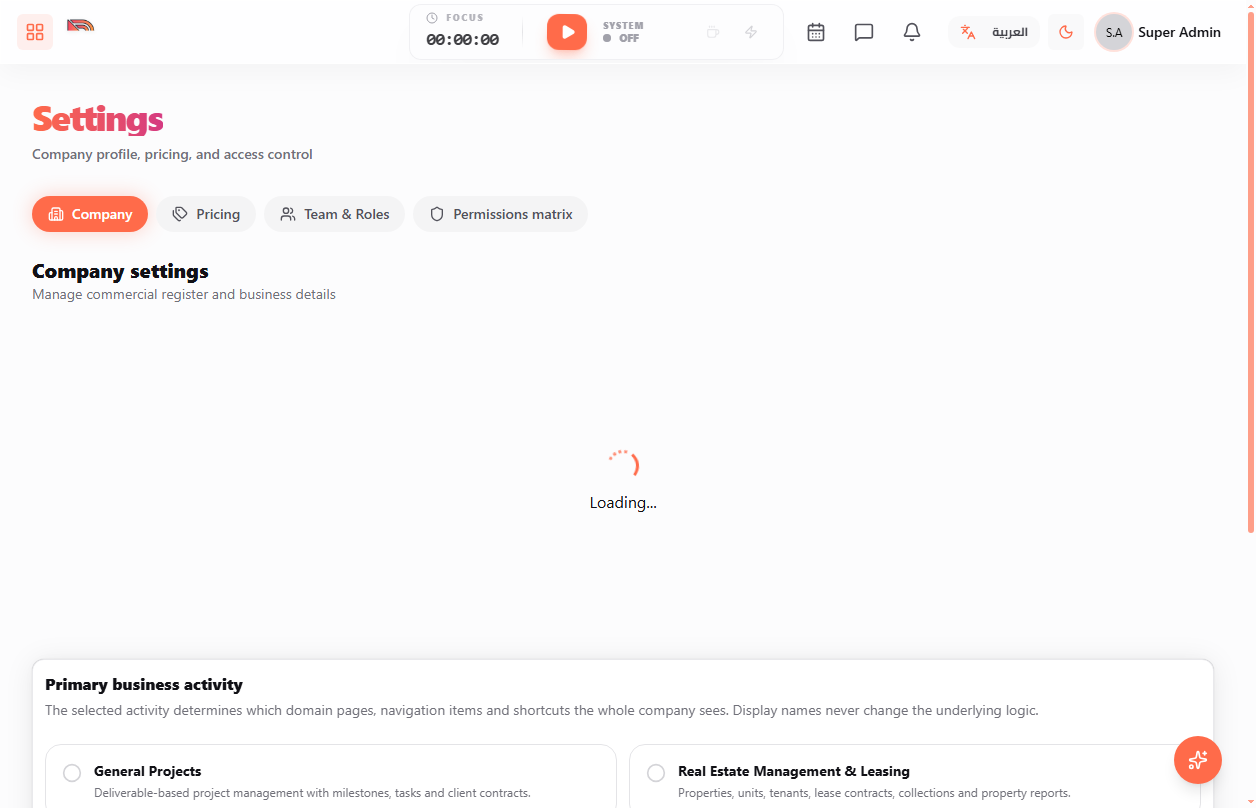 FOCUS
00:00:00
SYSTEM
OFF
العربية
S.A
Super Admin
Settings
Company profile, pricing, and access control
Company
Pricing
Team & Roles
Permissions matrix
Company settings
Manage commercial register and business details
Loading...
Primary business activity
The selected activity determines which domain pages, navigation items and shortcuts the whole company sees. Display names never change the underlying logic.
General Projects
Deliverable-based project management with milestones, tasks and client contracts.
Real Estate Management & Leasing
Properties, units, tenants, lease contracts, collections and property reports.